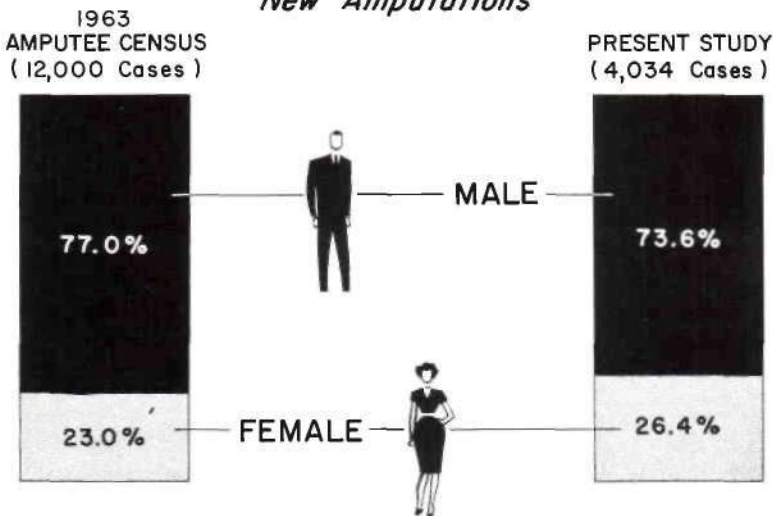 New Amputations
1963
AMPUTEE CENSUS
(12,000 Cases)
PRESENT STUDY
(4,034 Cases)
MALE
77.0%
73.6%
FEMALE
23.0%
26.4%